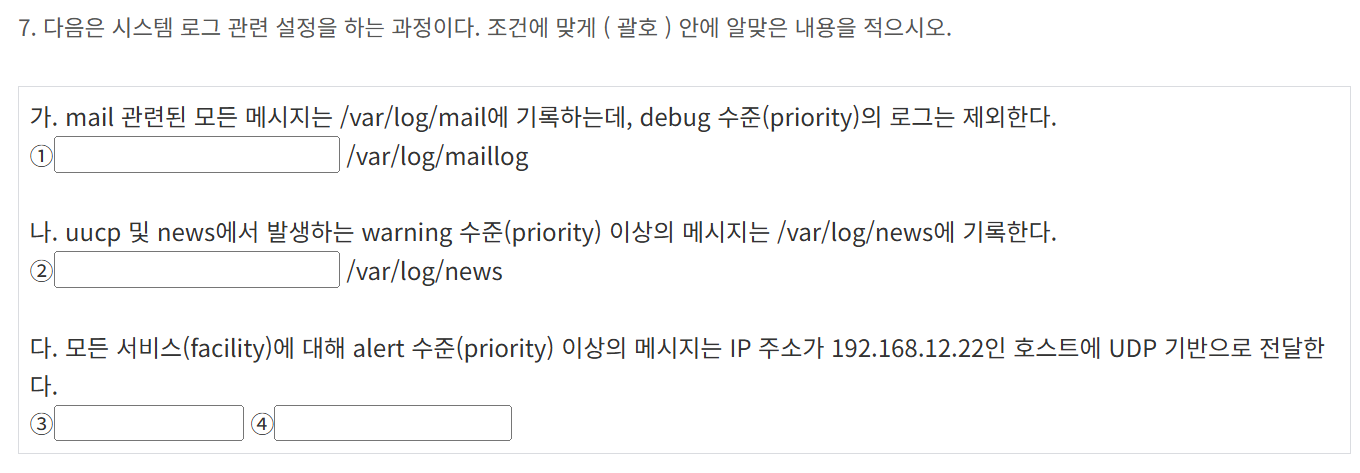 7. 다음은 시스템 로그 관련 설정을 하는 과정이다. 조건에 맞게 ( 괄호 ) 안에 알맞은 내용을 적으시오.
가. mail 관련된 모든 메시지는 /var/log/mail에 기록하는데, debug 수준(priority)의 로그는 제외한다.
① /var/log/maillog
나. uucp 및 news에서 발생하는 warning 수준(priority) 이상의 메시지는 /var/log/news에 기록한다.
② /var/log/news
다. 모든 서비스(facility)에 대해 alert 수준(priority) 이상의 메시지는 IP 주소가 192.168.12.22인 호스트에 UDP 기반으로 전달한
다.
③ ④